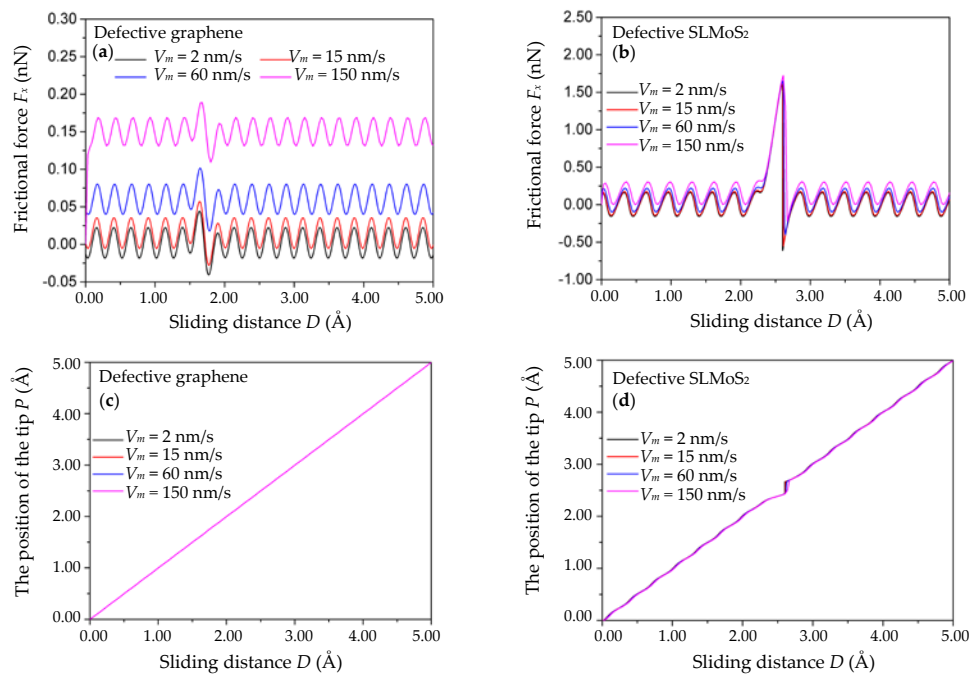 Defective graphene
(a)
Vm = 2 nm/s
Vm = 15 nm/s
Vm = 60 nm/s
Vm = 150 nm/s
Frictional force Fx (nN)
0.30
0.25
0.20
0.15
0.10
0.05
0.00
-0.05
0.00 1.00 2.00 3.00 4.00 5.00
Sliding distance D (Å)
Defective SLMoS2
(b)
Vm = 2 nm/s
Vm = 15 nm/s
Vm = 60 nm/s
Vm = 150 nm/s
Frictional force Fx (nN)
2.50
2.00
1.50
1.00
0.50
0.00
-0.50
-1.00
0.00 1.00 2.00 3.00 4.00 5.00
Sliding distance D (Å)
Defective graphene
(c)
Vm = 2 nm/s
Vm = 15 nm/s
Vm = 60 nm/s
Vm = 150 nm/s
The position of the tip P (Å)
5.00
4.00
3.00
2.00
1.00
0.00
0.00 1.00 2.00 3.00 4.00 5.00
Sliding distance D (Å)
Defective SLMoS2
(d)
Vm = 2 nm/s
Vm = 15 nm/s
Vm = 60 nm/s
Vm = 150 nm/s
The position of the tip P (Å)
5.00
4.00
3.00
2.00
1.00
0.00
0.00 1.00 2.00 3.00 4.00 5.00
Sliding distance D (Å)